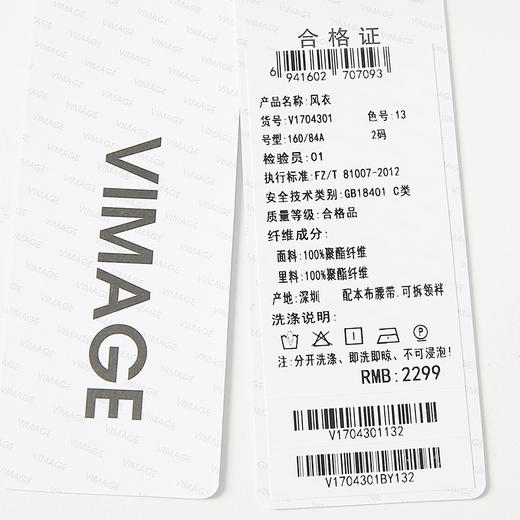 VIMAGE
合格证
6 941602 707093
产品名称:风衣
货号:V1704301 色号:13
号型:160/84A 2码
检验员:01
执行标准:FZ/T 81007-2012
安全技术类别:GB18401 C类
质量等级:合格品
纤维成分:
面料:100%聚酯纤维
里料:100%聚酯纤维
产地:深圳 配本布腰带.可拆领袢
洗涤说明:
P
注:分开洗涤、即洗即晾、不可浸泡!
RMB:2299
V1704301132
V1704301BY132